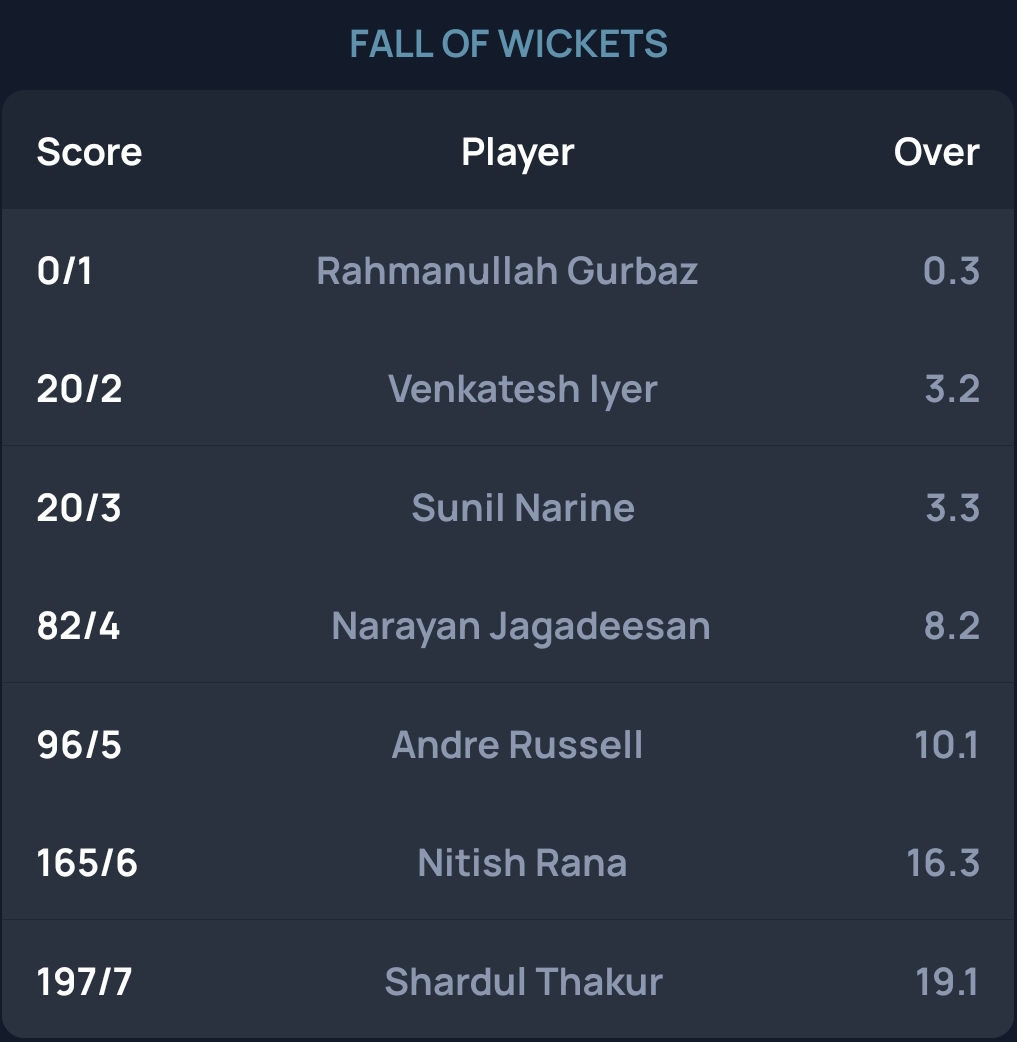 FALL OF WICKETS
Score Player Over
0/1 Rahmanullah Gurbaz 0.3
20/2 Venkatesh Iyer 3.2
20/3 Sunil Narine 3.3
82/4 Narayan Jagadeesan 8.2
96/5 Andre Russell 10.1
165/6 Nitish Rana 16.3
197/7 Shardul Thakur 19.1